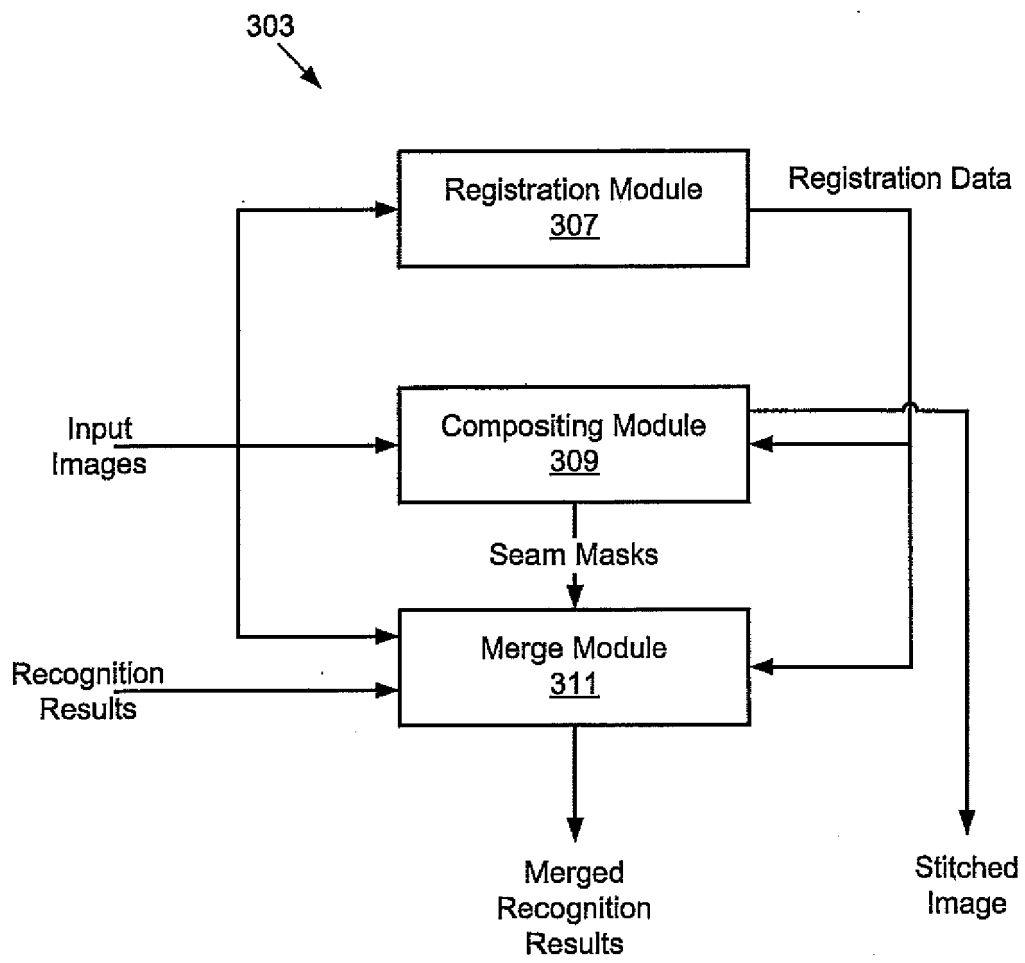 303
Registration Module
307
Registration Data
Input
Images
Compositing Module
309
Seam Masks
Merge Module
311
Recognition
Results
Merged
Recognition
Results
Stitched
Image